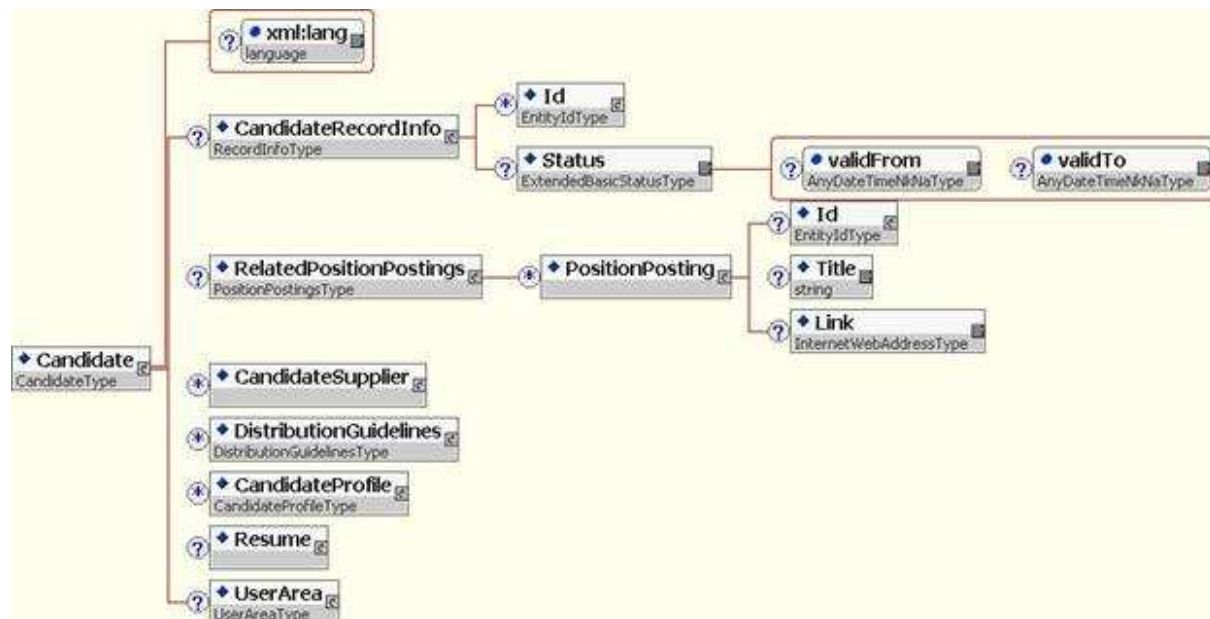 xml:lang
language
CandidateRecordInfo
RecordInfoType
Id
EntityIdType
Status
ExtendedBasicStatusType
validFrom
AnyDateTimeNkNaType
validTo
AnyDateTimeNkNaType
RelatedPositionPostings
PositionPostingsType
PositionPosting
Id
EntityIdType
Title
string
Link
InternetWebAddressType
Candidate
CandidateType
CandidateSupplier
DistributionGuidelines
DistributionGuidelinesType
CandidateProfile
CandidateProfileType
Resume
UserArea
UserAreaType